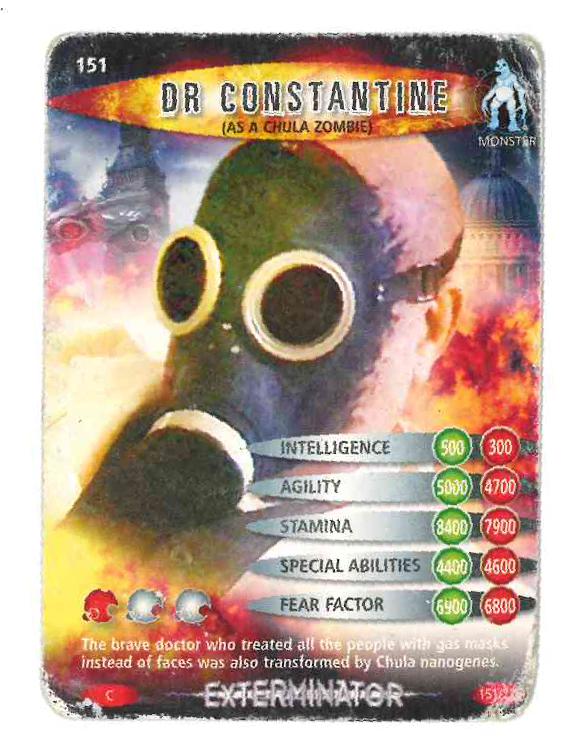 151
DR CONSTANTINE
(AS A CHULA ZOMBIE)
MONSTER
INTELLIGENCE 500 300
AGILITY 5000 4700
STAMINA 8400 7900
SPECIAL ABILITIES 4400 4600
FEAR FACTOR 6900 6800
The brave doctor who treated all the people with gas masks
instead of faces was also transformed by Chula nanogenes.
C EXTERMINATOR